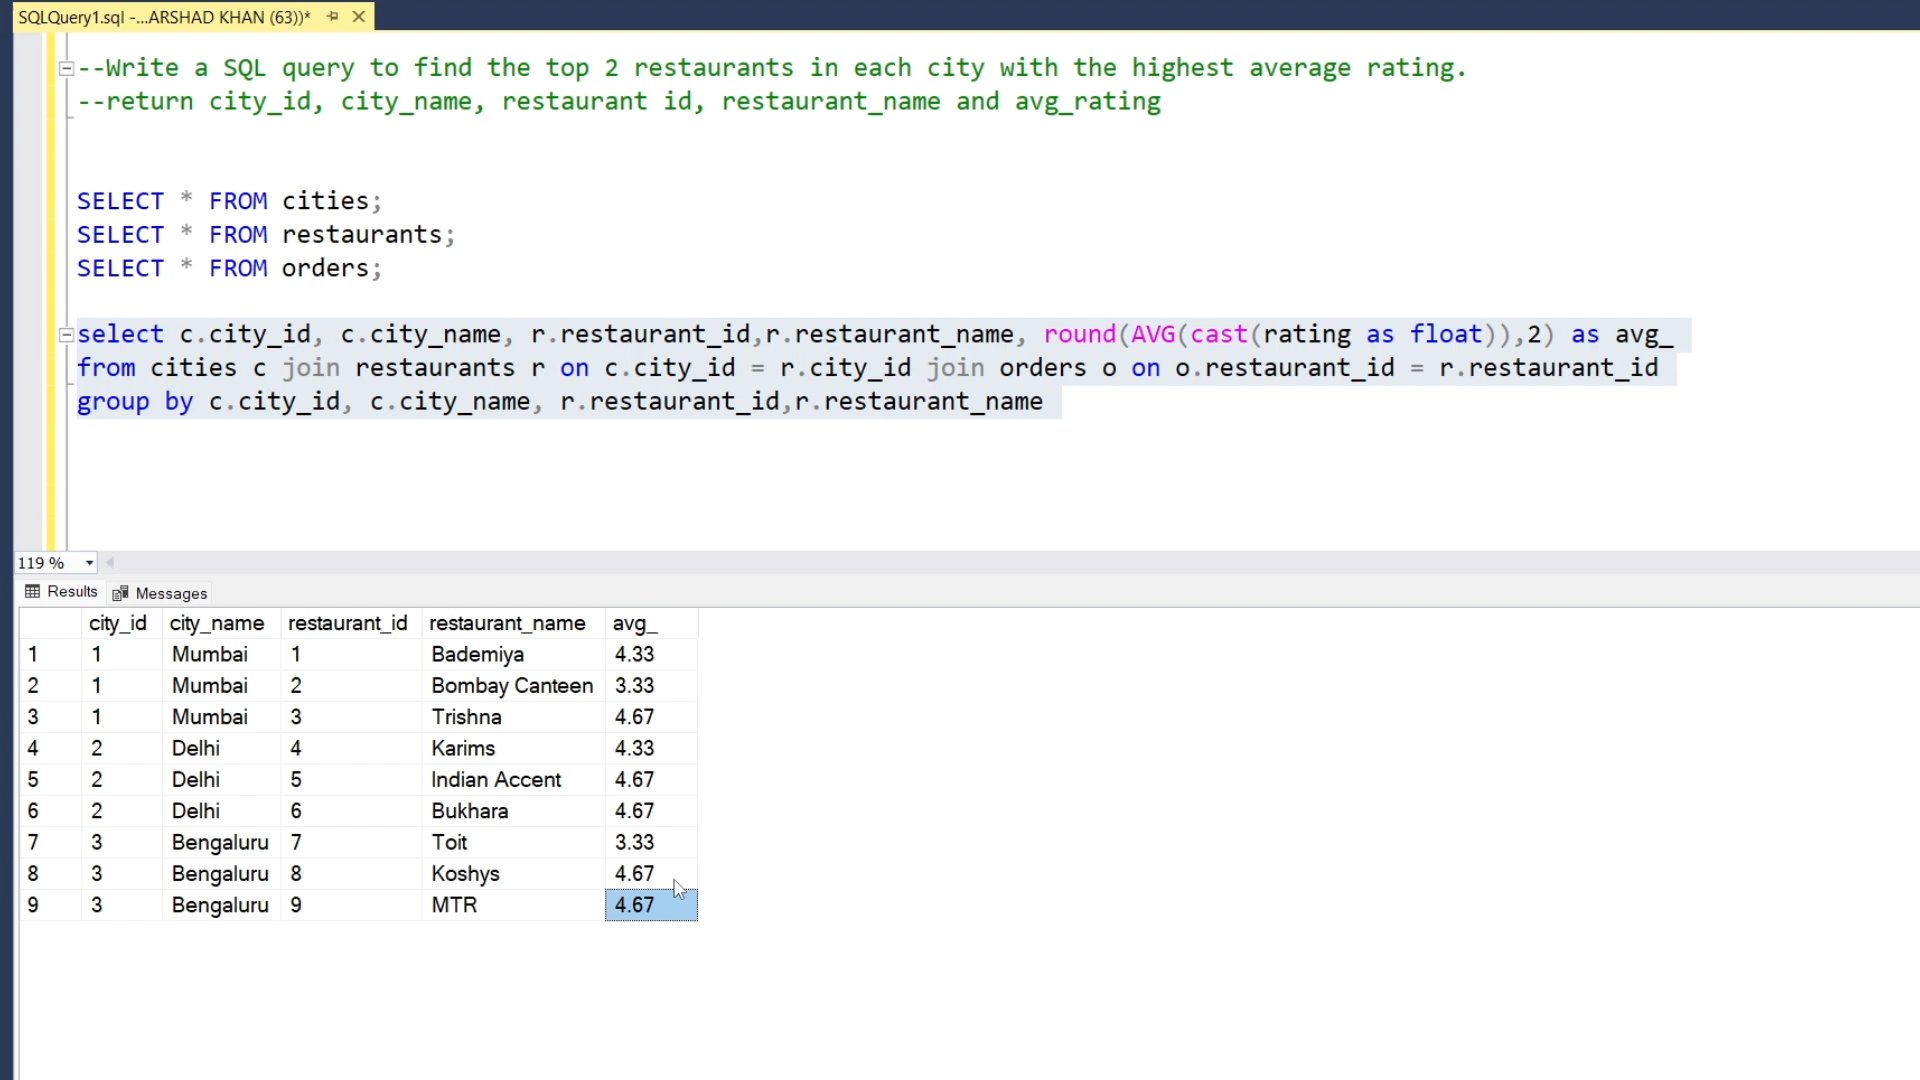 SQLQuery1.sql -...ARSHAD KHAN (63))*
--Write a SQL query to find the top 2 restaurants in each city with the highest average rating.
--return city_id, city_name, restaurant id, restaurant_name and avg_rating
SELECT * FROM cities;
SELECT * FROM restaurants;
SELECT * FROM orders;
select c.city_id, c.city_name, r.restaurant_id,r.restaurant_name, round(AVG(cast(rating as float)),2) as avg_
from cities c join restaurants r on c.city_id = r.city_id join orders o on o.restaurant_id = r.restaurant_id
group by c.city_id, c.city_name, r.restaurant_id,r.restaurant_name
119 %
Results Messages
city_id city_name restaurant_id restaurant_name avg_
1 1 Mumbai 1 Bademiya 4.33
2 1 Mumbai 2 Bombay Canteen 3.33
3 1 Mumbai 3 Trishna 4.67
4 2 Delhi 4 Karims 4.33
5 2 Delhi 5 Indian Accent 4.67
6 2 Delhi 6 Bukhara 4.67
7 3 Bengaluru 7 Toit 3.33
8 3 Bengaluru 8 Koshys 4.67
9 3 Bengaluru 9 MTR 4.67